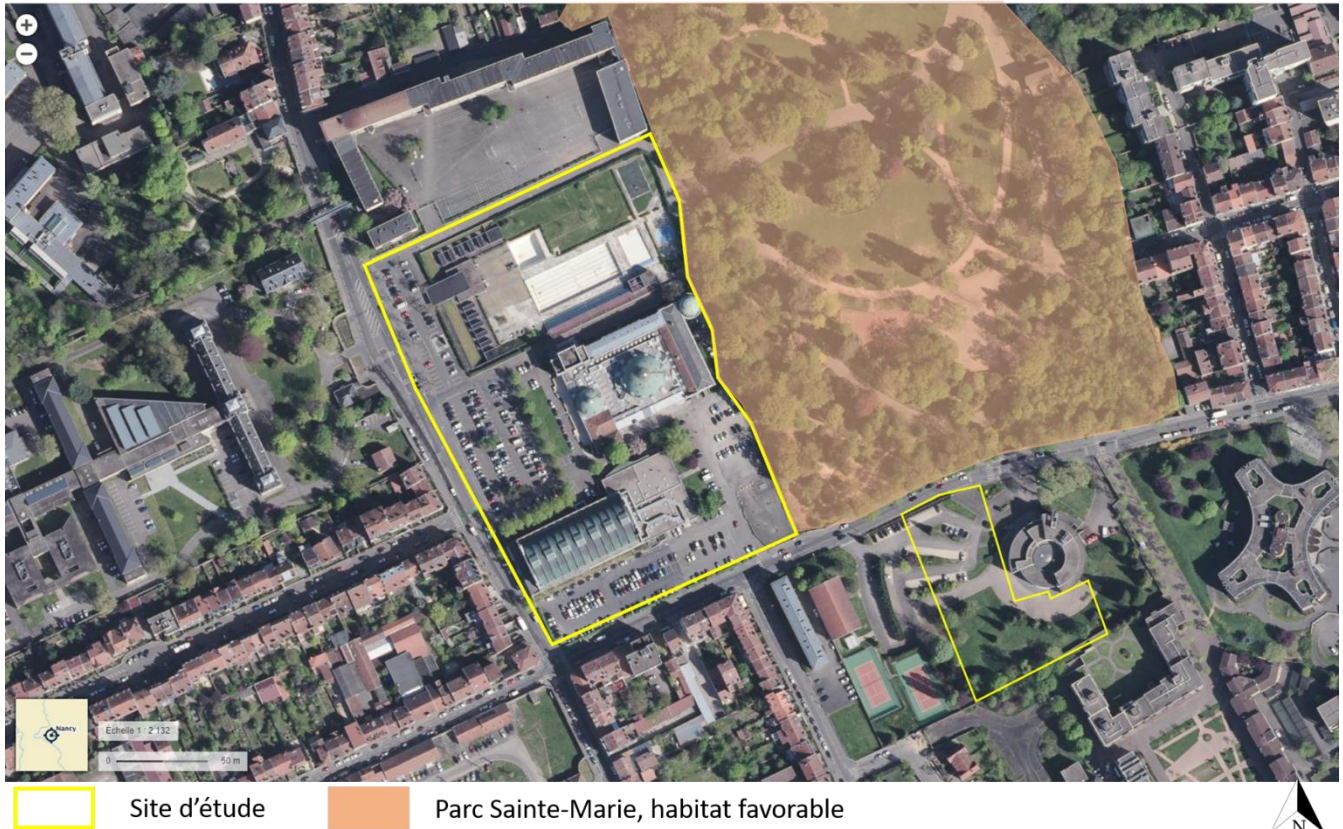 +
−
Nancy
Echelle 1 : 2 132
0 50 m
Site d'étude
Parc Sainte-Marie, habitat favorable
N